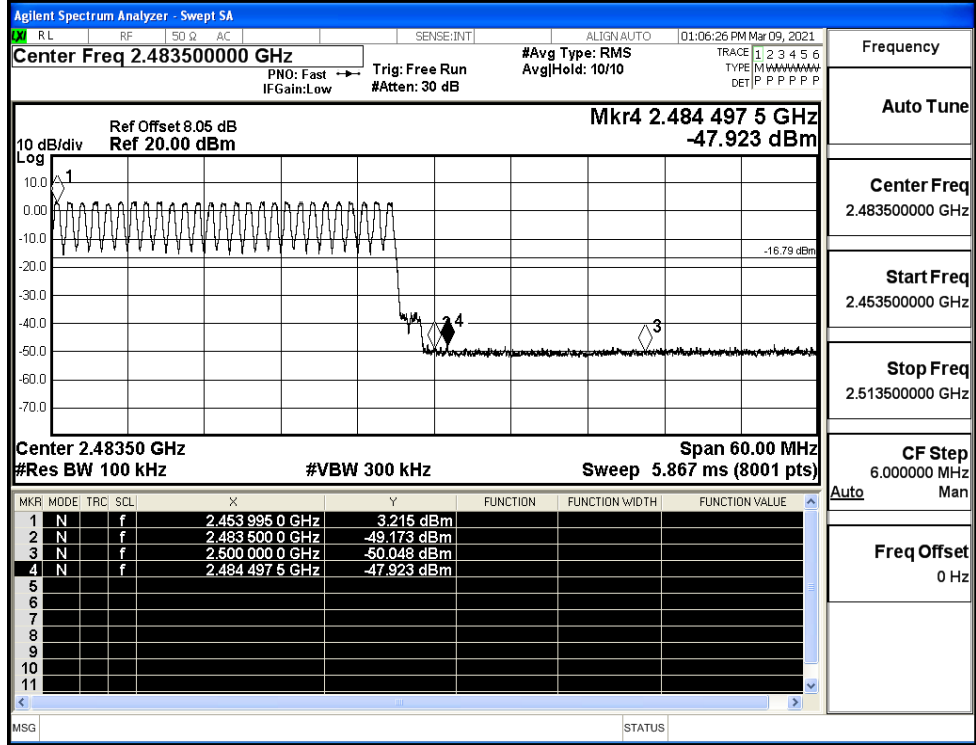 Agilent Spectrum Analyzer - Swept SA
LXI RL RF 50 Ω AC SENSE:INT ALIGN AUTO 01:06:26 PM Mar 09, 2021
Center Freq 2.483500000 GHz
PNO: Fast
IFGain:Low
Trig: Free Run
#Atten: 30 dB
#Avg Type: RMS
Avg|Hold: 10/10
TRACE 1 2 3 4 5 6
TYPE M W W W W W
DET P P P P P P
Mkr4 2.484 497 5 GHz
-47.923 dBm
Ref Offset 8.05 dB
10 dB/div Ref 20.00 dBm
Log
10.0
0.00
-10.0
-20.0
-30.0
-40.0
-50.0
-60.0
-70.0
1
4
3
-16.79 dBm
Center 2.48350 GHz Span 60.00 MHz
#Res BW 100 kHz #VBW 300 kHz Sweep 5.867 ms (8001 pts)
MKR MODE TRC SCL X Y FUNCTION FUNCTION WIDTH FUNCTION VALUE
1 N f 2.453 995 0 GHz 3.215 dBm
2 N f 2.483 500 0 GHz -49.173 dBm
3 N f 2.500 000 0 GHz -50.048 dBm
4 N f 2.484 497 5 GHz -47.923 dBm
5
6
7
8
9
10
11
MSG STATUS
Frequency
Auto Tune
Center Freq
2.483500000 GHz
Start Freq
2.453500000 GHz
Stop Freq
2.513500000 GHz
CF Step
6.000000 MHz
Auto Man
Freq Offset
0 Hz